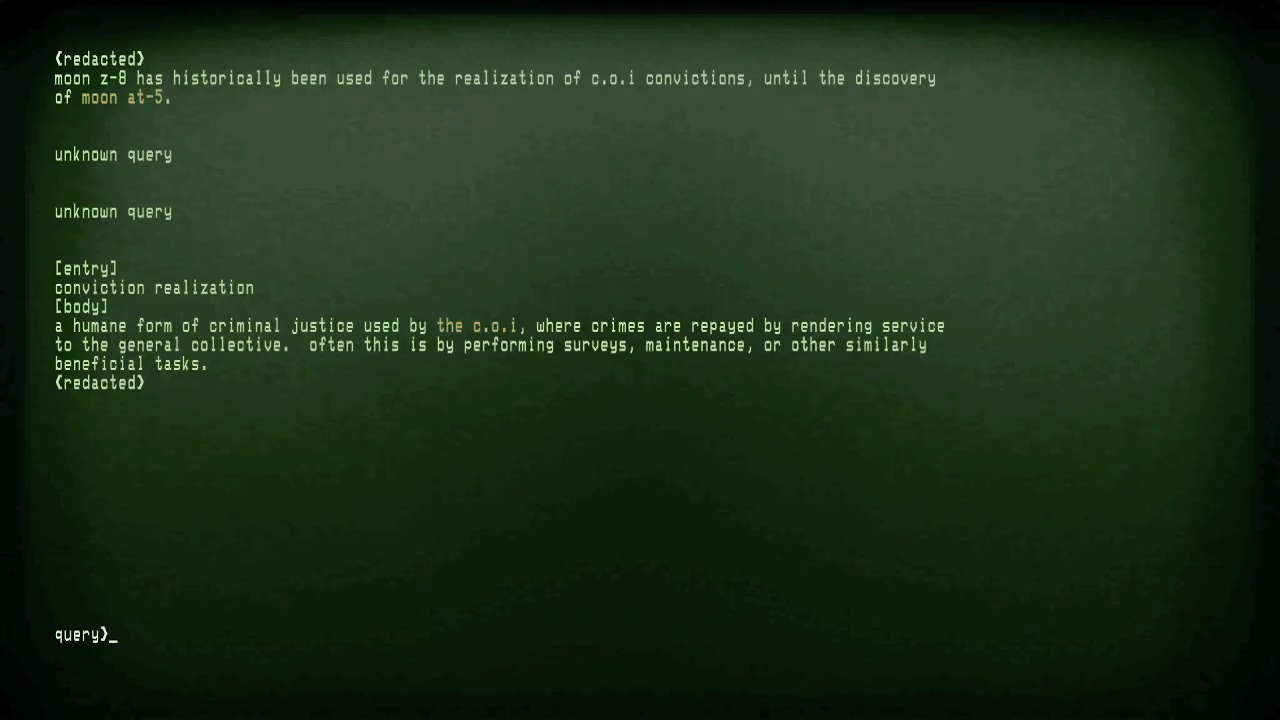 {redacted}
moon z-8 has historically been used for the realization of c.o.i convictions, until the discovery
of moon at-5.
unknown query
unknown query
[entry]
conviction realization
[body]
a humane form of criminal justice used by the c.o.i, where crimes are repayed by rendering service
to the general collective.  often this is by performing surveys, maintenance, or other similarly
beneficial tasks.
{redacted}
query}_